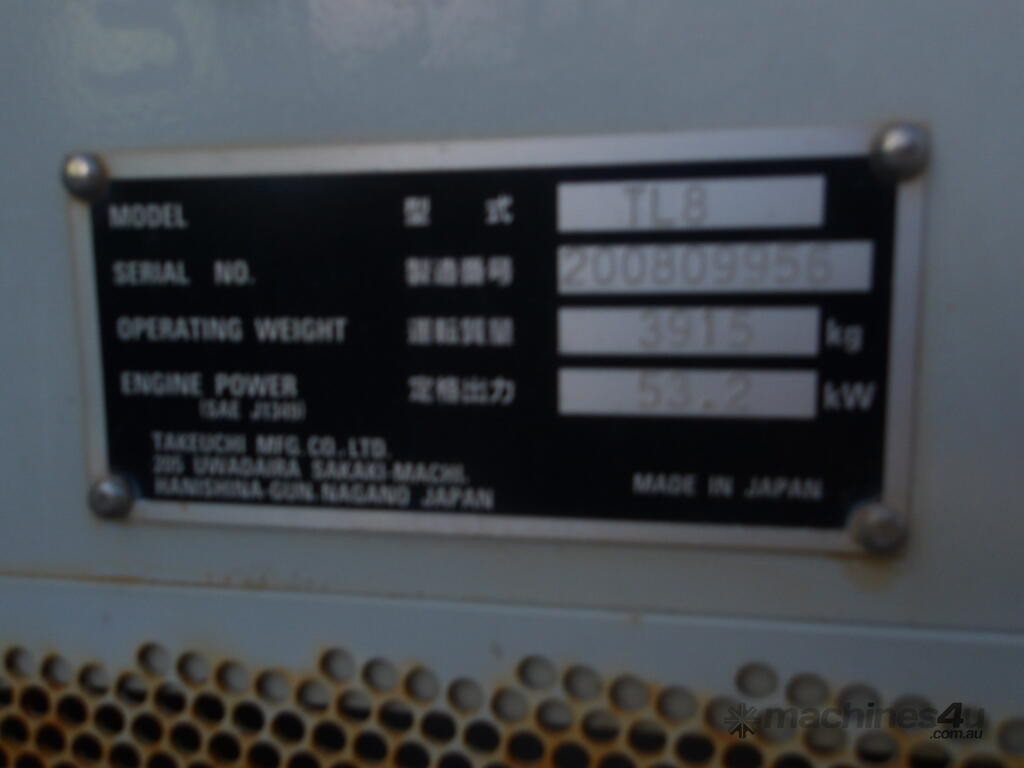 MODEL 型 式 TL8
SERIAL NO. 製造番号 200809956
OPERATING WEIGHT 運転質量 3915 kg
ENGINE POWER 定格出力 53.2 kW
(SAE J1349)
TAKEUCHI MFG. CO., LTD.
205 UWADAIRA SAKAKI-MACHI,
HANISHINA-GUN, NAGANO JAPAN MADE IN JAPAN
machines4u
.com.au